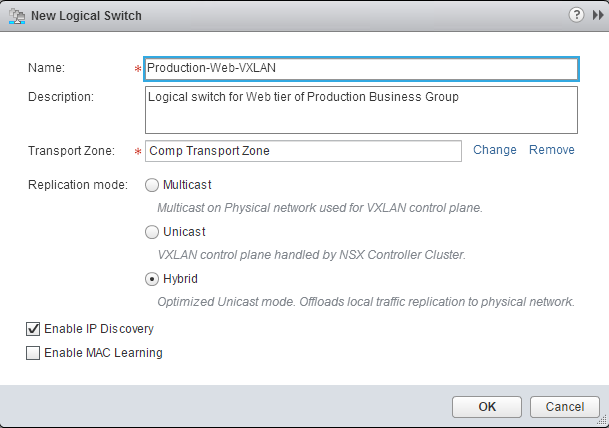 New Logical Switch
Name: * Production-Web-VXLAN
Description: Logical switch for Web tier of Production Business Group
Transport Zone: * Comp Transport Zone Change Remove
Replication mode: Multicast
Multicast on Physical network used for VXLAN control plane.
Unicast
VXLAN control plane handled by NSX Controller Cluster.
Hybrid
Optimized Unicast mode. Offloads local traffic replication to physical network.
Enable IP Discovery
Enable MAC Learning
OK Cancel